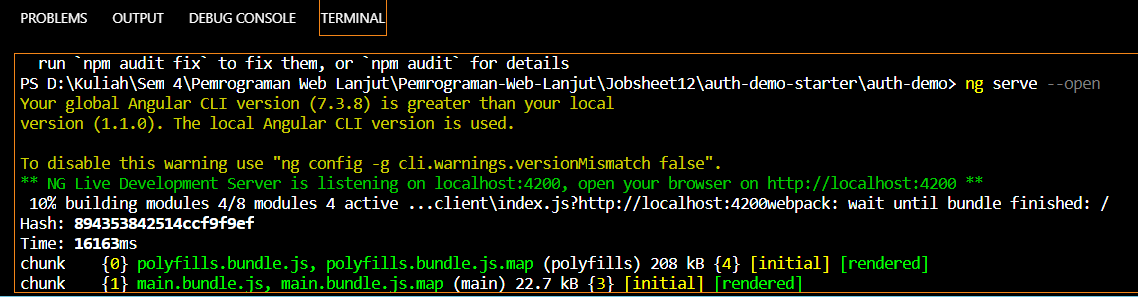 PROBLEMS OUTPUT DEBUG CONSOLE TERMINAL
run `npm audit fix` to fix them, or `npm audit` for details
PS D:\Kuliah\Sem 4\Pemrograman Web Lanjut\Pemrograman-Web-Lanjut\Jobsheet12\auth-demo-starter\auth-demo> ng serve --open
Your global Angular CLI version (7.3.8) is greater than your local
version (1.1.0). The local Angular CLI version is used.
To disable this warning use "ng config -g cli.warnings.versionMismatch false".
** NG Live Development Server is listening on localhost:4200, open your browser on http://localhost:4200 **
10% building modules 4/8 modules 4 active ...client\index.js?http://localhost:4200webpack: wait until bundle finished: /
Hash: 894353842514ccf9f9ef
Time: 16163ms
chunk {0} polyfills.bundle.js, polyfills.bundle.js.map (polyfills) 208 kB {4} [initial] [rendered]
chunk {1} main.bundle.js, main.bundle.js.map (main) 22.7 kB {3} [initial] [rendered]